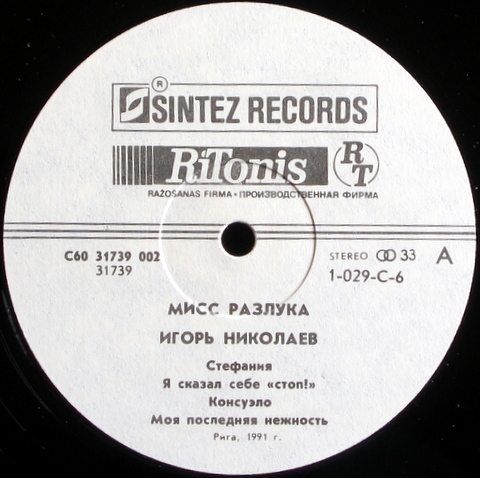 ®
SINTEZ RECORDS
RiTonis RT
RAŽOŠANAS FIRMA • ПРОИЗВОДСТВЕННАЯ ФИРМА
С60 31739 002
31739
STEREO 33 A
1-029-C-6
МИСС РАЗЛУКА
ИГОРЬ НИКОЛАЕВ
Стефания
Я сказал себе «стоп!»
Консуэло
Моя последняя нежность
Рига, 1991 г.